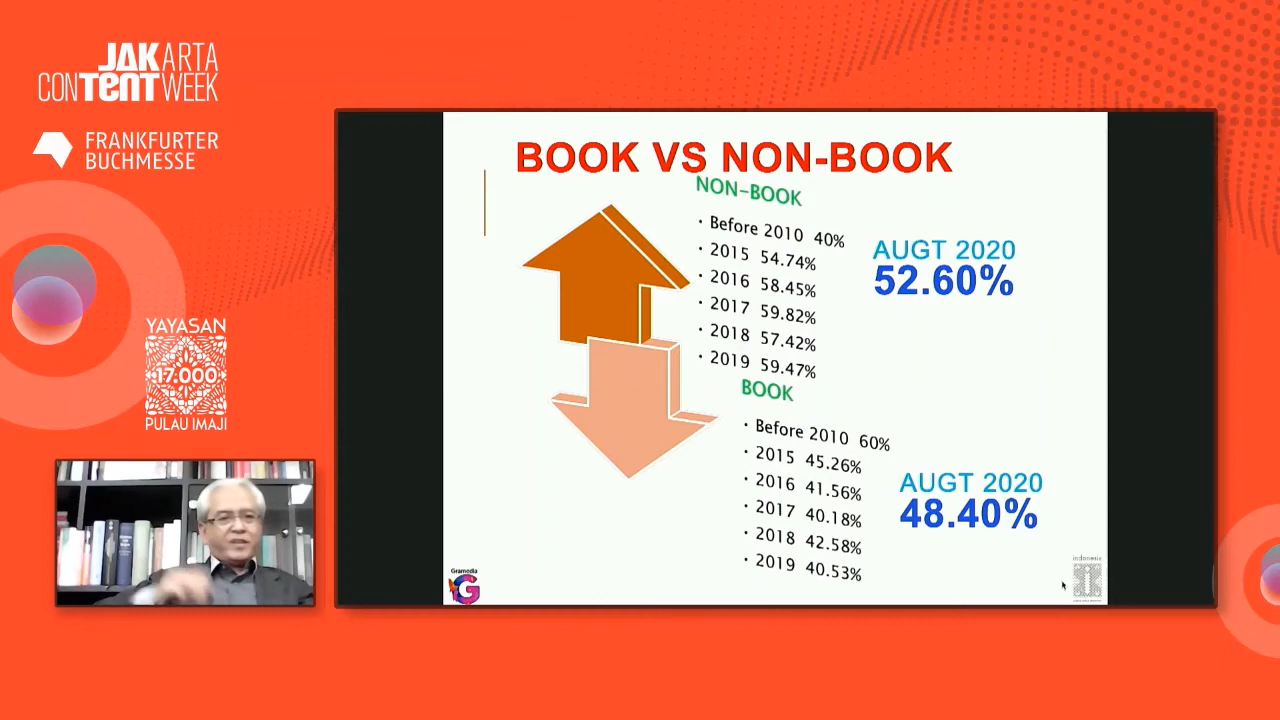 JAKARTA
CONTENT WEEK
FRANKFURTER
BUCHMESSE
YAYASAN
17.000
PULAU IMAJI
BOOK VS NON-BOOK
NON-BOOK
• Before 2010 40%
• 2015 54.74%
• 2016 58.45%
• 2017 59.82%
• 2018 57.42%
• 2019 59.47%
AUGT 2020
52.60%
BOOK
• Before 2010 60%
• 2015 45.26%
• 2016 41.56%
• 2017 40.18%
• 2018 42.58%
• 2019 40.53%
AUGT 2020
48.40%
Gramedia
G
indonesia
i